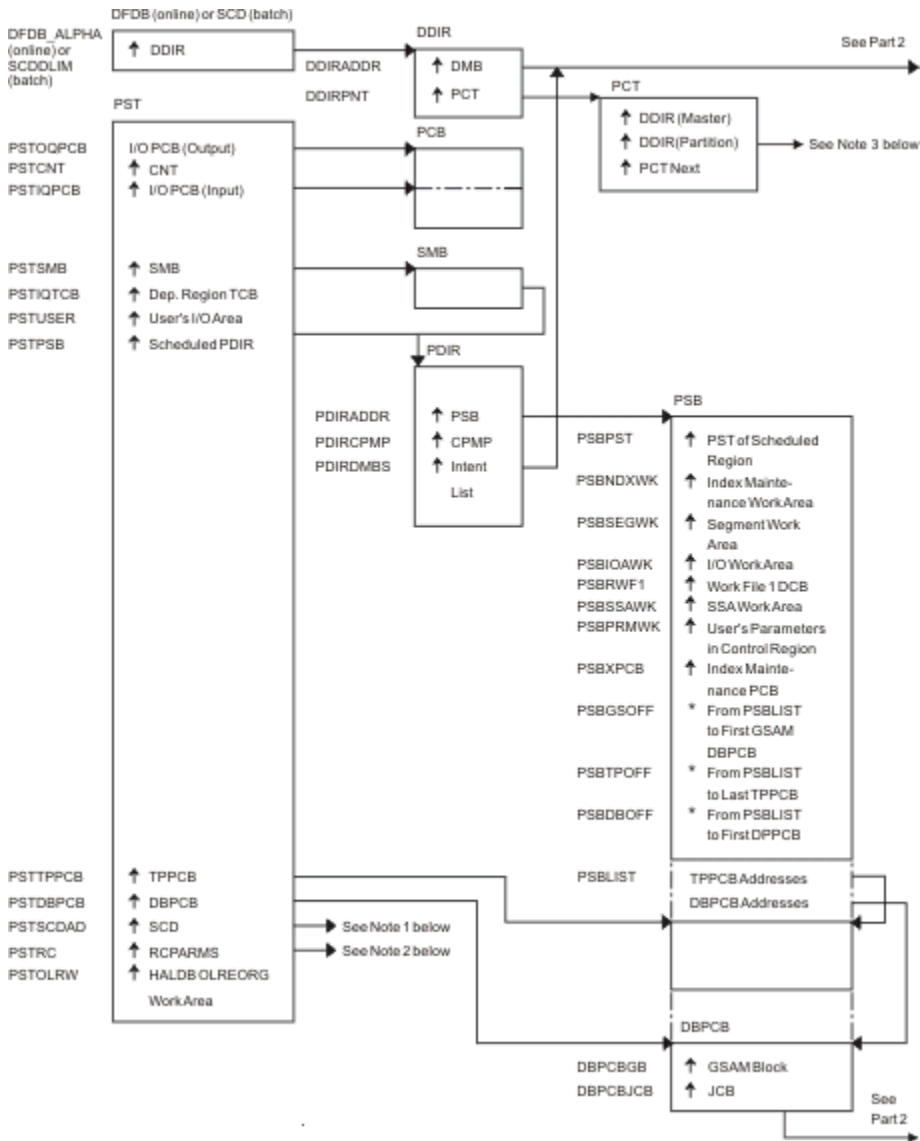 DFDB (online) or SCD (batch)
DFDB_ALPHA
(online) or
SCDDLIM
(batch)
↑ DDIR
DDIR
DDIRADDR
↑ DMB
DDIRPNT
↑ PCT
See Part 2
PCT
↑ DDIR (Master)
↑ DDIR (Partition)
↑ PCT Next
See Note 3 below
PST
PSTOQPCB
I/O PCB (Output)
PSTCNT
↑ CNT
PSTIQPCB
↑ I/O PCB (Input)
PCB
SMB
PSTSMB
↑ SMB
PSTIQTCB
↑ Dep. Region TCB
PSTUSER
↑ User's I/O Area
PSTPSB
↑ Scheduled PDIR
PDIR
PDIRADDR
↑ PSB
PDIRCPMP
↑ CPMP
PDIRDMBS
↑ Intent
List
PSB
PSBPST
↑ PST of Scheduled
Region
PSBNDXWK
↑ Index Mainte-
nance Work Area
PSBSEGWK
↑ Segment Work
Area
PSBIOAWK
↑ I/O Work Area
PSBRWF1
↑ Work File 1 DCB
PSBSSAWK
↑ SSA Work Area
PSBPRMWK
↑ User's Parameters
in Control Region
PSBXPCB
↑ Index Mainte-
nance PCB
PSBGSOFF
* From PSBLIST
to First GSAM
DBPCB
PSBTPOFF
* From PSBLIST
to Last TPPCB
PSBDBOFF
* From PSBLIST
to First DPPCB
PSTTPPCB
↑ TPPCB
PSTDBPCB
↑ DBPCB
PSTSCDAD
↑ SCD
See Note 1 below
PSTRC
↑ RCPARMS
See Note 2 below
PSTOLRW
↑ HALDB OLREORG
Work Area
PSBLIST
TPPCB Addresses
DBPCB Addresses
DBPCB
DBPCBGB
↑ GSAM Block
DBPCBJCB
↑ JCB
See
Part 2